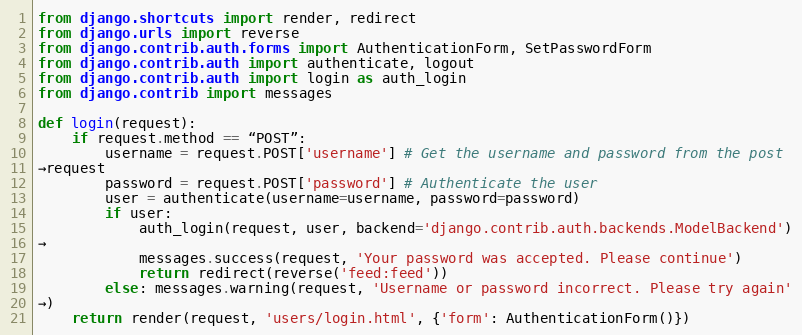 1 from django.shortcuts import render, redirect
2 from django.urls import reverse
3 from django.contrib.auth.forms import AuthenticationForm, SetPasswordForm
4 from django.contrib.auth import authenticate, logout
5 from django.contrib.auth import login as auth_login
6 from django.contrib import messages
7
8 def login(request):
9     if request.method == “POST”:
10         username = request.POST['username'] # Get the username and password from the post
11 →request
12         password = request.POST['password'] # Authenticate the user
13         user = authenticate(username=username, password=password)
14         if user:
15             auth_login(request, user, backend='django.contrib.auth.backends.ModelBackend')
16 →
17             messages.success(request, 'Your password was accepted. Please continue')
18             return redirect(reverse('feed:feed'))
19         else: messages.warning(request, 'Username or password incorrect. Please try again'
20 →)
21     return render(request, 'users/login.html', {'form': AuthenticationForm()})